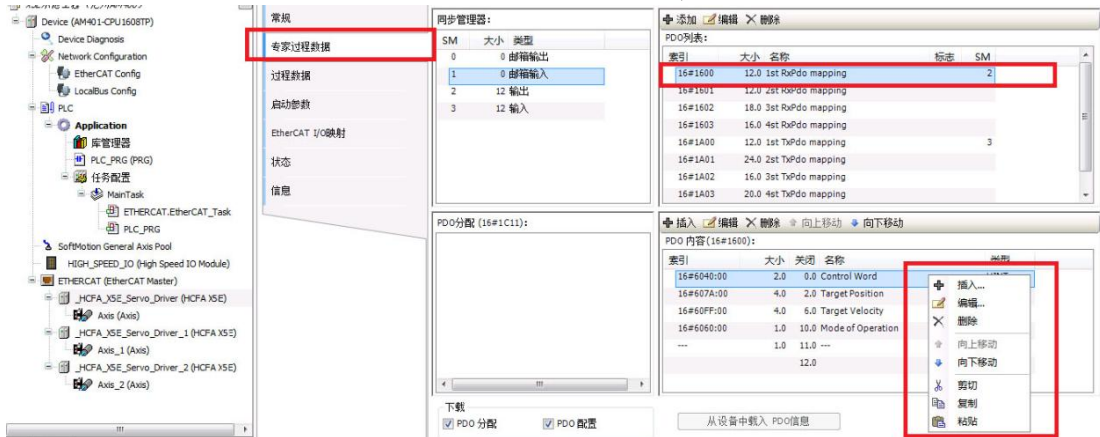 Device (AM401-CPU1608TP)
Device Diagnosis
Network Configuration
EtherCAT Config
LocalBus Config
PLC
Application
库管理器
PLC_PRG (PRG)
任务配置
MainTask
ETHERCAT.EtherCAT_Task
PLC_PRG
SoftMotion General Axis Pool
HIGH_SPEED_IO (High Speed IO Module)
ETHERCAT (EtherCAT Master)
_HCFA_X5E_Servo_Driver (HCFA X5E)
Axis (Axis)
_HCFA_X5E_Servo_Driver_1 (HCFA X5E)
Axis_1 (Axis)
_HCFA_X5E_Servo_Driver_2 (HCFA X5E)
Axis_2 (Axis)
常规
专家过程数据
过程数据
启动参数
EtherCAT I/O映射
状态
信息
同步管理器:
SM 大小 类型
0 0 邮箱输出
1 0 邮箱输入
2 12 输出
3 12 输入
添加 编辑 删除
PDO列表:
索引 大小 名称 标志 SM
16#1600 12.0 1st RxPdo mapping 2
16#1601 12.0 2st RxPdo mapping
16#1602 18.0 3st RxPdo mapping
16#1603 16.0 4st RxPdo mapping
16#1A00 12.0 1st TxPdo mapping 3
16#1A01 24.0 2st TxPdo mapping
16#1A02 16.0 3st TxPdo mapping
16#1A03 20.0 4st TxPdo mapping
PDO分配 (16#1C11):
插入 编辑 删除 向上移动 向下移动
PDO 内容(16#1600):
索引 大小 关闭 名称 类型
16#6040:00 2.0 0.0 Control Word
16#607A:00 4.0 2.0 Target Position
16#60FF:00 4.0 6.0 Target Velocity
16#6060:00 1.0 10.0 Mode of Operation
--- 1.0 11.0 ---
12.0
插入...
编辑...
删除
向上移动
向下移动
剪切
复制
粘贴
下载
PDO 分配 PDO 配置
从设备中载入 PDO信息